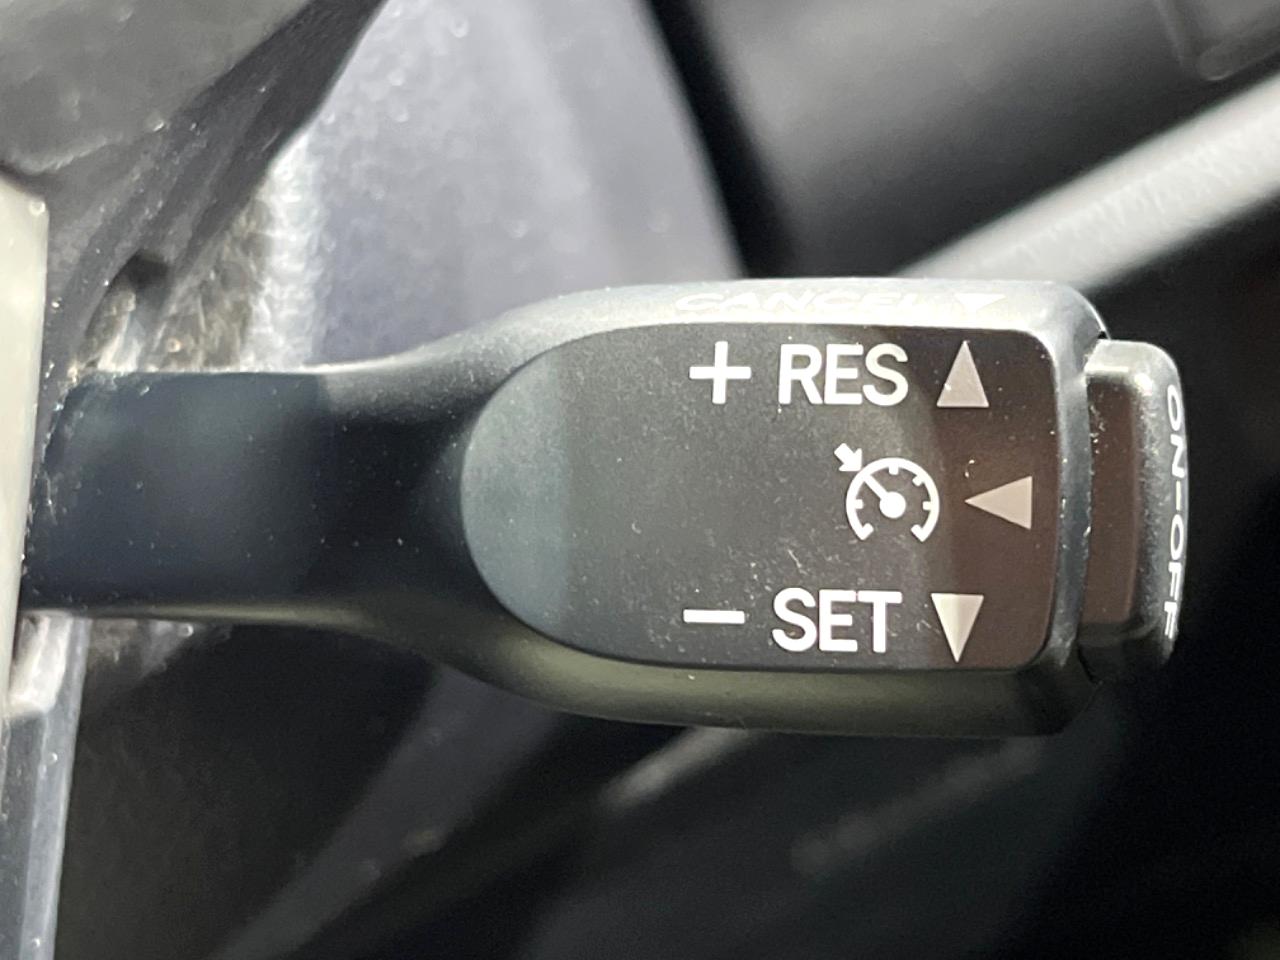 CANCEL
+ RES
- SET
ON-OFF